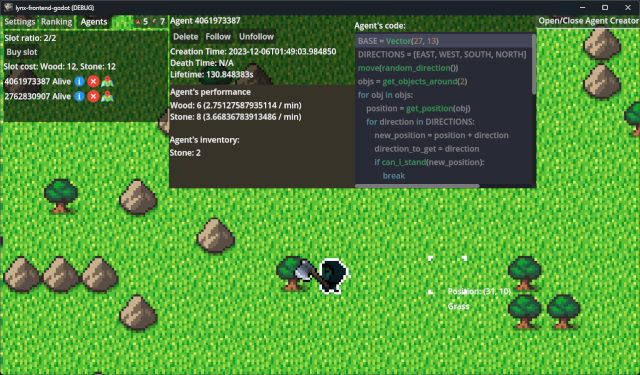 lynx-frontend-godot (DEBUG)
Settings Ranking Agents
5 7
Slot ratio: 2/2
Buy slot
Slot cost: Wood: 12, Stone: 12
4061973387 Alive
2762830907 Alive
Agent 4061973387
Delete Follow Unfollow
Creation Time: 2023-12-06T01:49:03.984850
Death Time: N/A
Lifetime: 130.848383s
Agent's performance
Wood: 6 (2.75127587935114 / min)
Stone: 8 (3.66836783913486 / min)
Agent's inventory:
Stone: 2
Agent's code:
BASE = Vector(27, 13)
DIRECTIONS = [EAST, WEST, SOUTH, NORTH]
move(random_direction())
objs = get_objects_around(2)
for obj in objs:
position = get_position(obj)
for direction in DIRECTIONS:
new_position = position + direction
direction_to_get = direction
if can_i_stand(new_position):
break
Open/Close Agent Creator
Position: (31, 10)
Grass